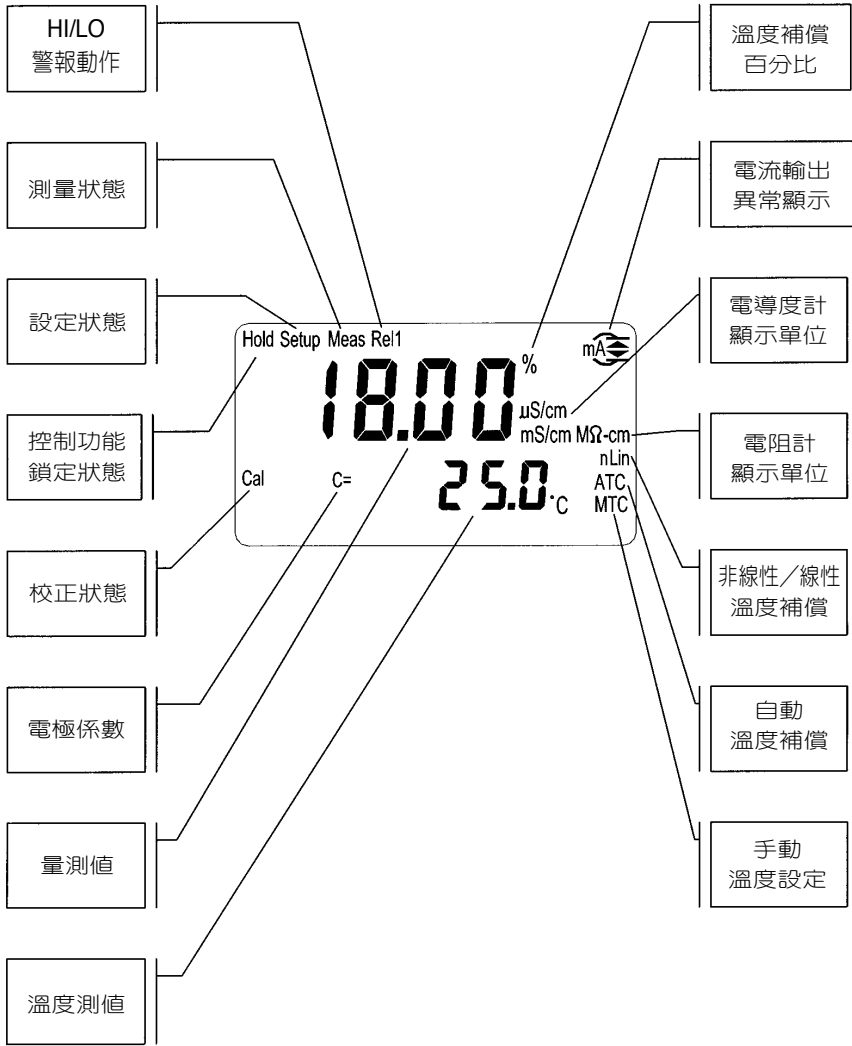 HI/LO
警報動作
測量狀態
設定狀態
控制功能
鎖定狀態
校正狀態
電極係數
量測值
溫度測值
Hold Setup Meas Rel1
mA
18.00 %
µS/cm
mS/cm MΩ-cm
nLin
Cal C= 25.0 °C ATC
MTC
溫度補償
百分比
電流輸出
異常顯示
電導度計
顯示單位
電阻計
顯示單位
非線性／線性
溫度補償
自動
溫度補償
手動
溫度設定